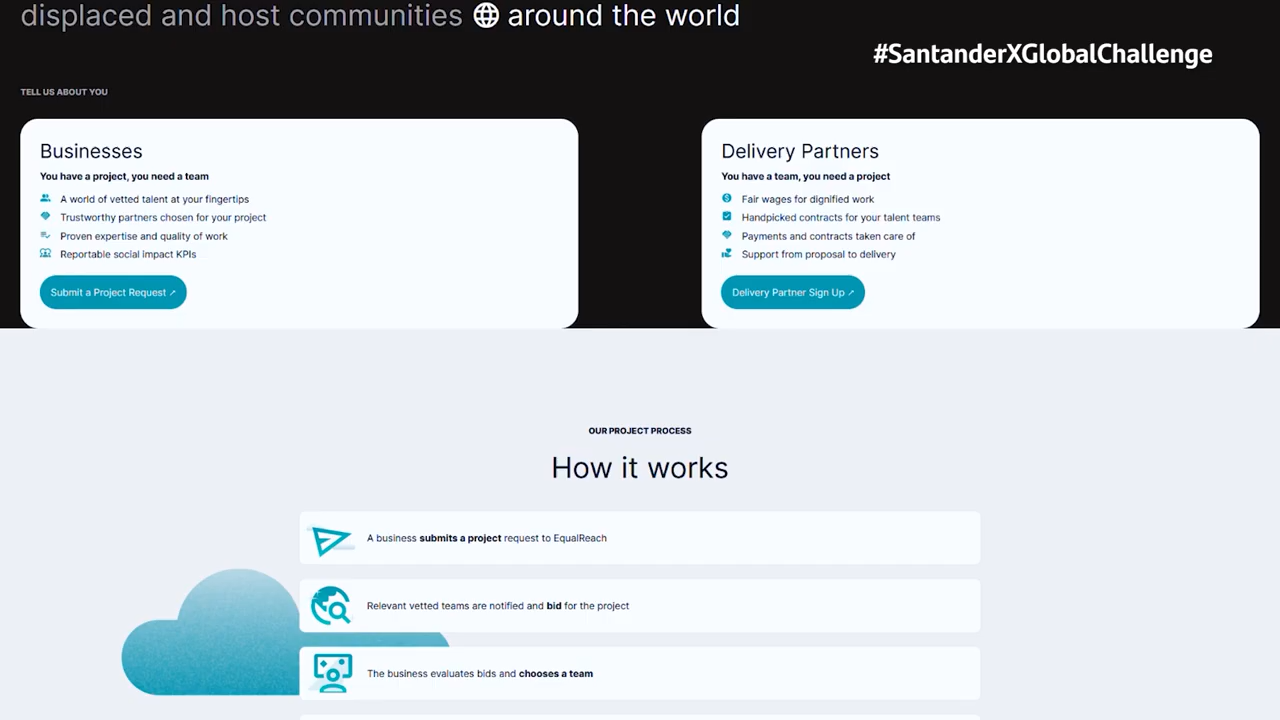 displaced and host communities around the world
#SantanderXGlobalChallenge
TELL US ABOUT YOU
Businesses
You have a project, you need a team
A world of vetted talent at your fingertips
Trustworthy partners chosen for your project
Proven expertise and quality of work
Reportable social impact KPIs
Submit a Project Request ↗
Delivery Partners
You have a team, you need a project
Fair wages for dignified work
Handpicked contracts for your talent teams
Payments and contracts taken care of
Support from proposal to delivery
Delivery Partner Sign Up ↗
OUR PROJECT PROCESS
How it works
A business submits a project request to EqualReach
Relevant vetted teams are notified and bid for the project
The business evaluates bids and chooses a team